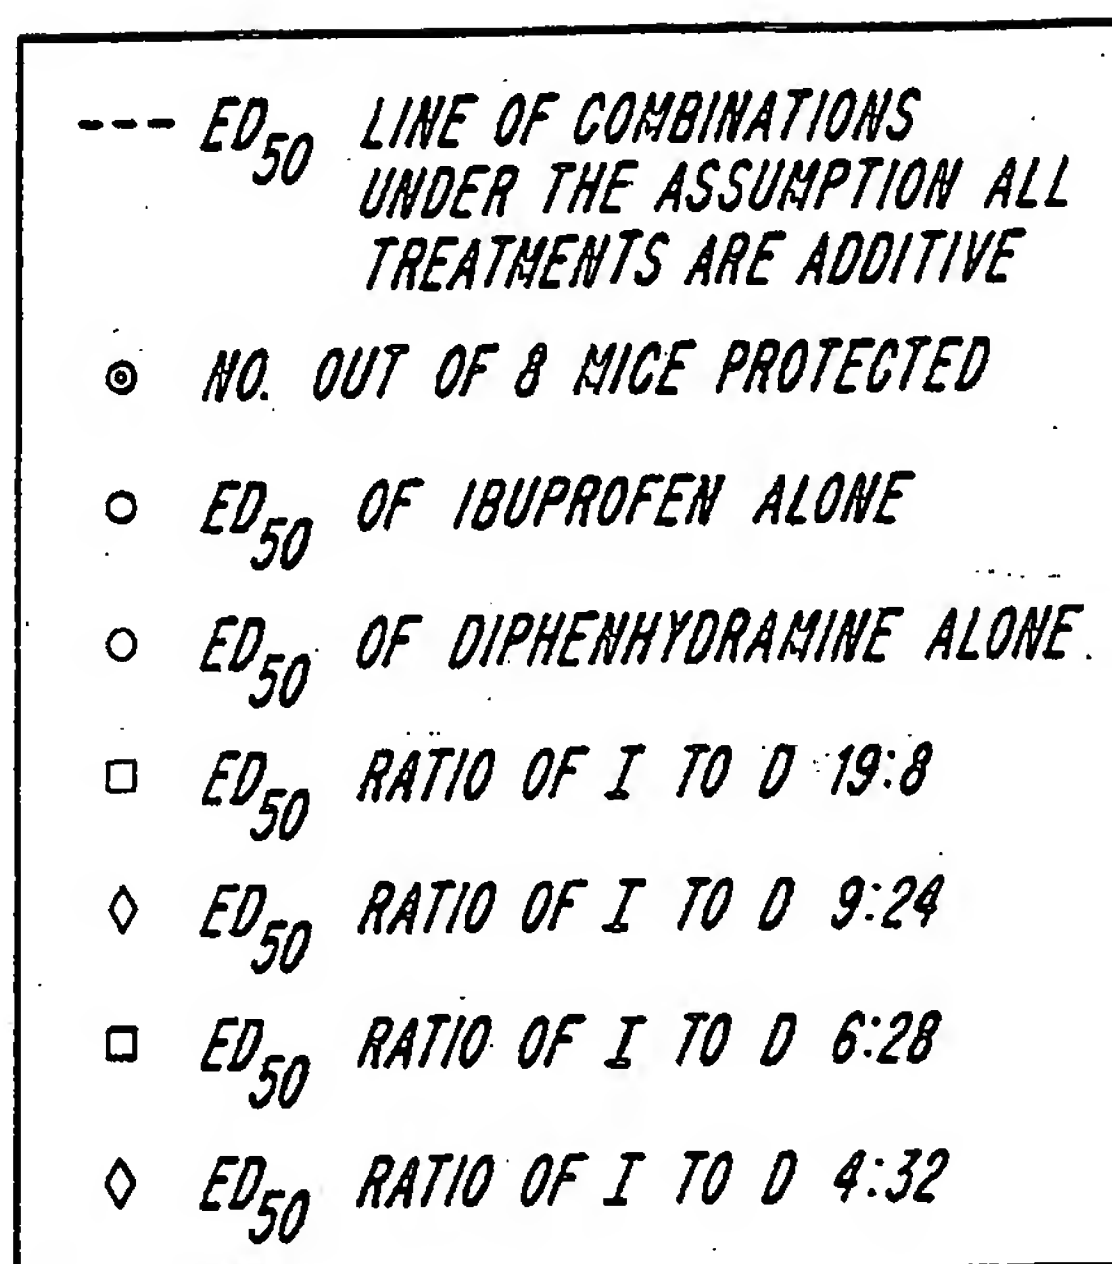 --- ED50 LINE OF COMBINATIONS
UNDER THE ASSUMPTION ALL
TREATMENTS ARE ADDITIVE
NO. OUT OF 8 MICE PROTECTED
ED50 OF IBUPROFEN ALONE
ED50 OF DIPHENHYDRAMINE ALONE
ED50 RATIO OF I TO D 19:8
ED50 RATIO OF I TO D 9:24
ED50 RATIO OF I TO D 6:28
ED50 RATIO OF I TO D 4:32